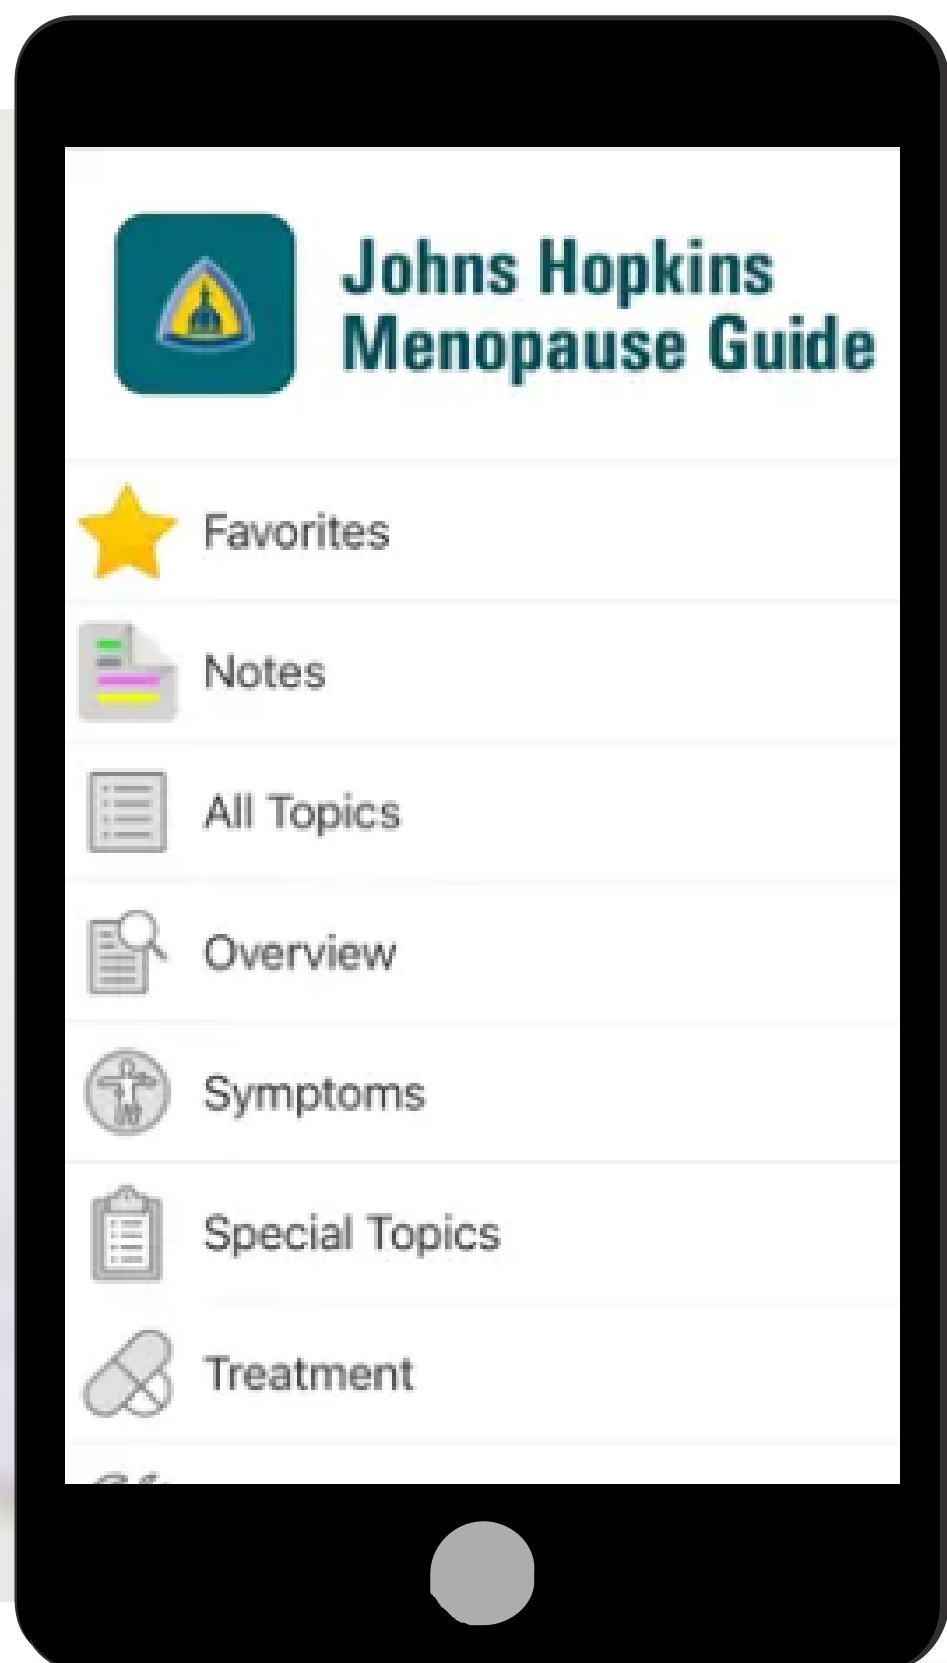 Johns Hopkins
Menopause Guide
Favorites
Notes
All Topics
Overview
Symptoms
Special Topics
Treatment